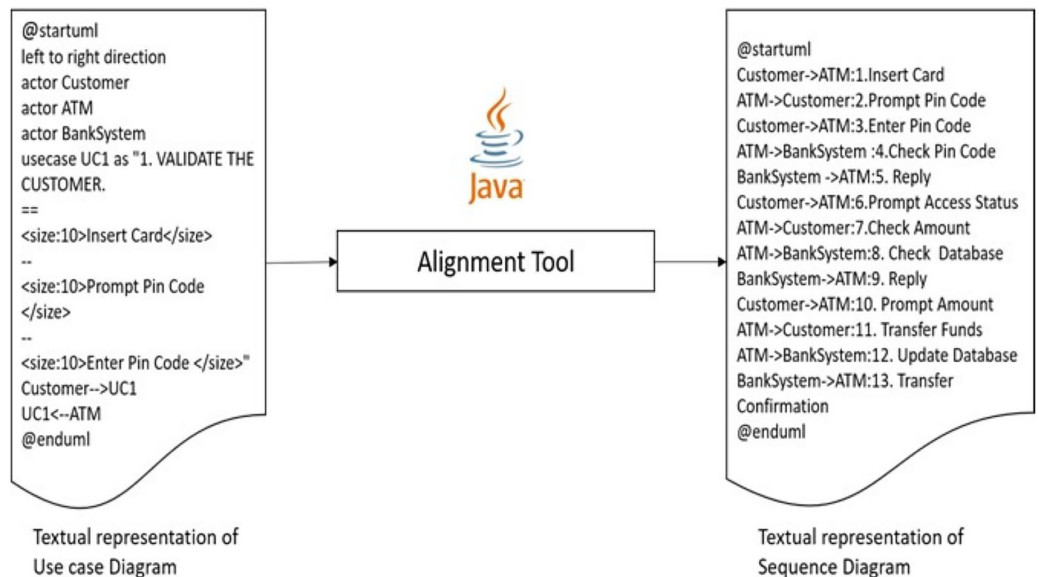 @startuml
left to right direction
actor Customer
actor ATM
actor BankSystem
usecase UC1 as "1. VALIDATE THE
CUSTOMER.
==
<size:10>Insert Card</size>
--
<size:10>Prompt Pin Code
</size>
--
<size:10>Enter Pin Code </size>"
Customer-->UC1
UC1<--ATM
@enduml
Textual representation of
Use case Diagram
Java
Alignment Tool
@startuml
Customer->ATM:1.Insert Card
ATM->Customer:2.Prompt Pin Code
Customer->ATM:3.Enter Pin Code
ATM->BankSystem :4.Check Pin Code
BankSystem ->ATM:5. Reply
Customer->ATM:6.Prompt Access Status
ATM->Customer:7.Check Amount
ATM->BankSystem:8. Check  Database
BankSystem->ATM:9. Reply
Customer->ATM:10. Prompt Amount
ATM->Customer:11. Transfer Funds
ATM->BankSystem:12. Update Database
BankSystem->ATM:13. Transfer
Confirmation
@enduml
Textual representation of
Sequence Diagram